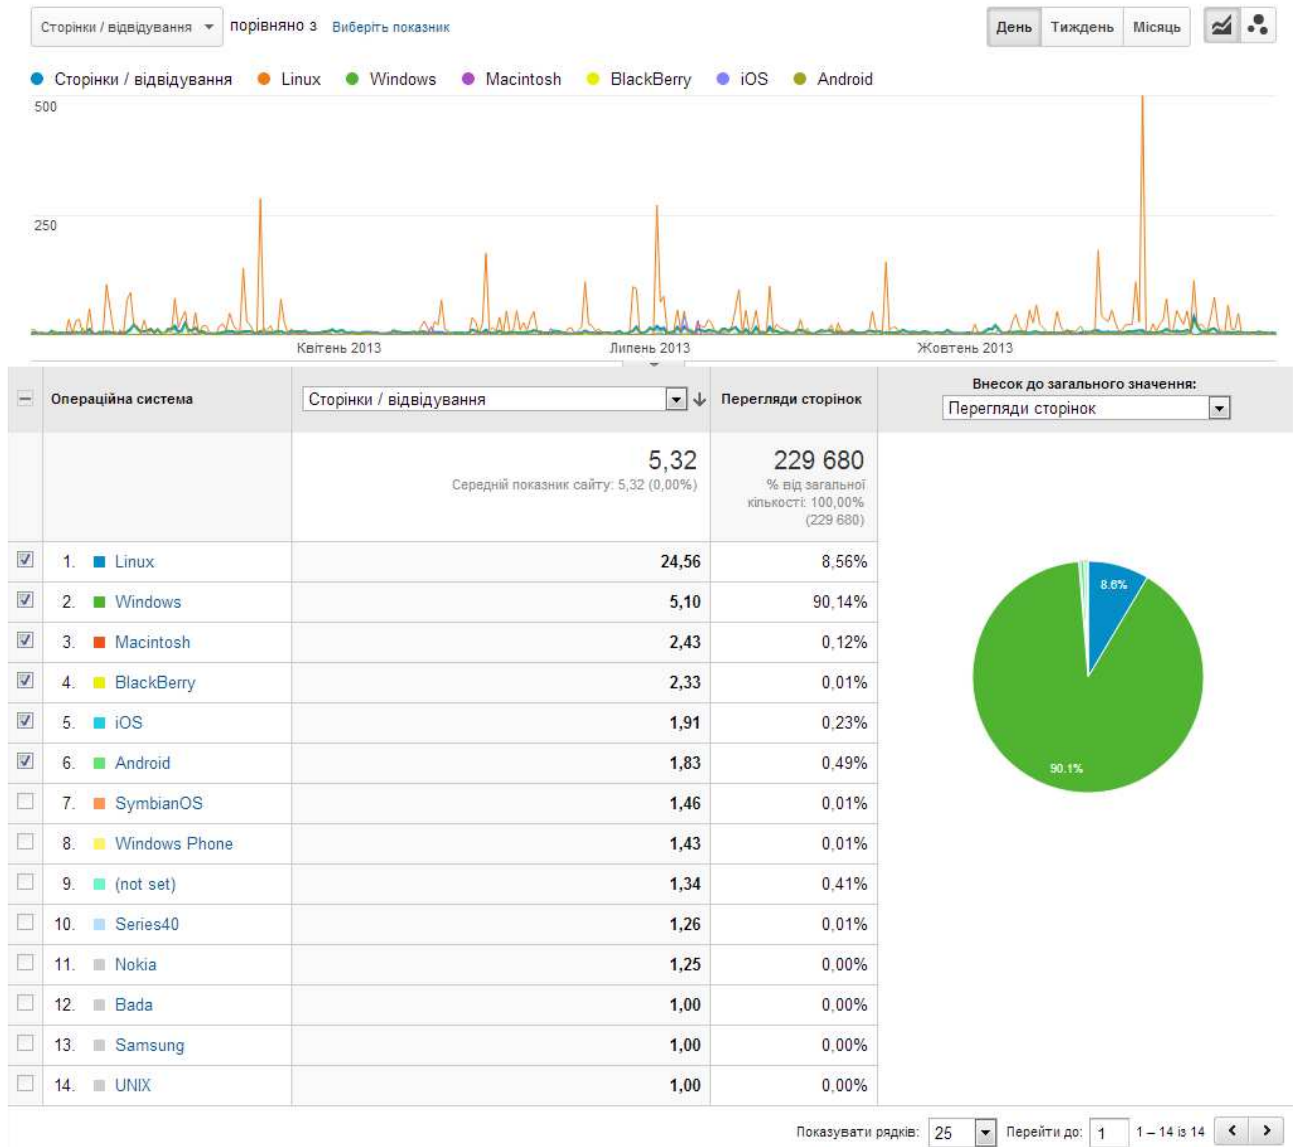 Сторінки / відвідування порівняно з Виберіть показник День Тиждень Місяць
Сторінки / відвідування Linux Windows Macintosh BlackBerry iOS Android
500
250
Квітень 2013 Липень 2013 Жовтень 2013
Операційна система Сторінки / відвідування Перегляди сторінок Внесок до загального значення:
Перегляди сторінок
5,32 229 680
Середній показник сайту: 5,32 (0,00%) % від загальної
кількості: 100,00%
(229 680)
1. Linux 24,56 8,56%
2. Windows 5,10 90,14%
3. Macintosh 2,43 0,12%
4. BlackBerry 2,33 0,01%
5. iOS 1,91 0,23%
6. Android 1,83 0,49%
7. SymbianOS 1,46 0,01%
8. Windows Phone 1,43 0,01%
9. (not set) 1,34 0,41%
10. Series40 1,26 0,01%
11. Nokia 1,25 0,00%
12. Bada 1,00 0,00%
13. Samsung 1,00 0,00%
14. UNIX 1,00 0,00%
8.6%
90.1%
Показувати рядків: 25 Перейти до: 1 1 – 14 із 14